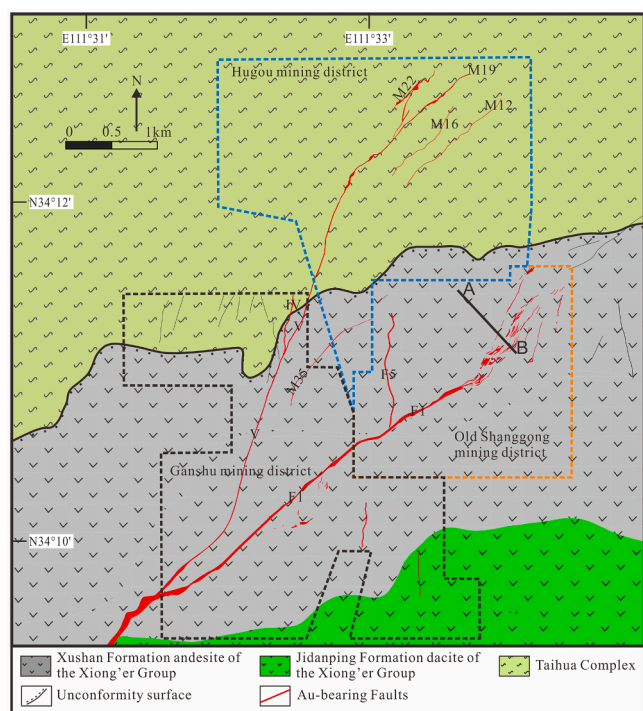 E111°31'
E111°33'
Hugou mining district
M19
M22
N
M12
M16
0 0.5 1km
N34°12'
A
V
V
B
M35
F5
F1
V
Old Shanggong
mining district
Ganshu mining district
F1
N34°10'
Xushan Formation andesite of
the Xiong'er Group
Jidanping Formation dacite of
the Xiong'er Group
Taihua Complex
Unconformity surface
Au-bearing Faults